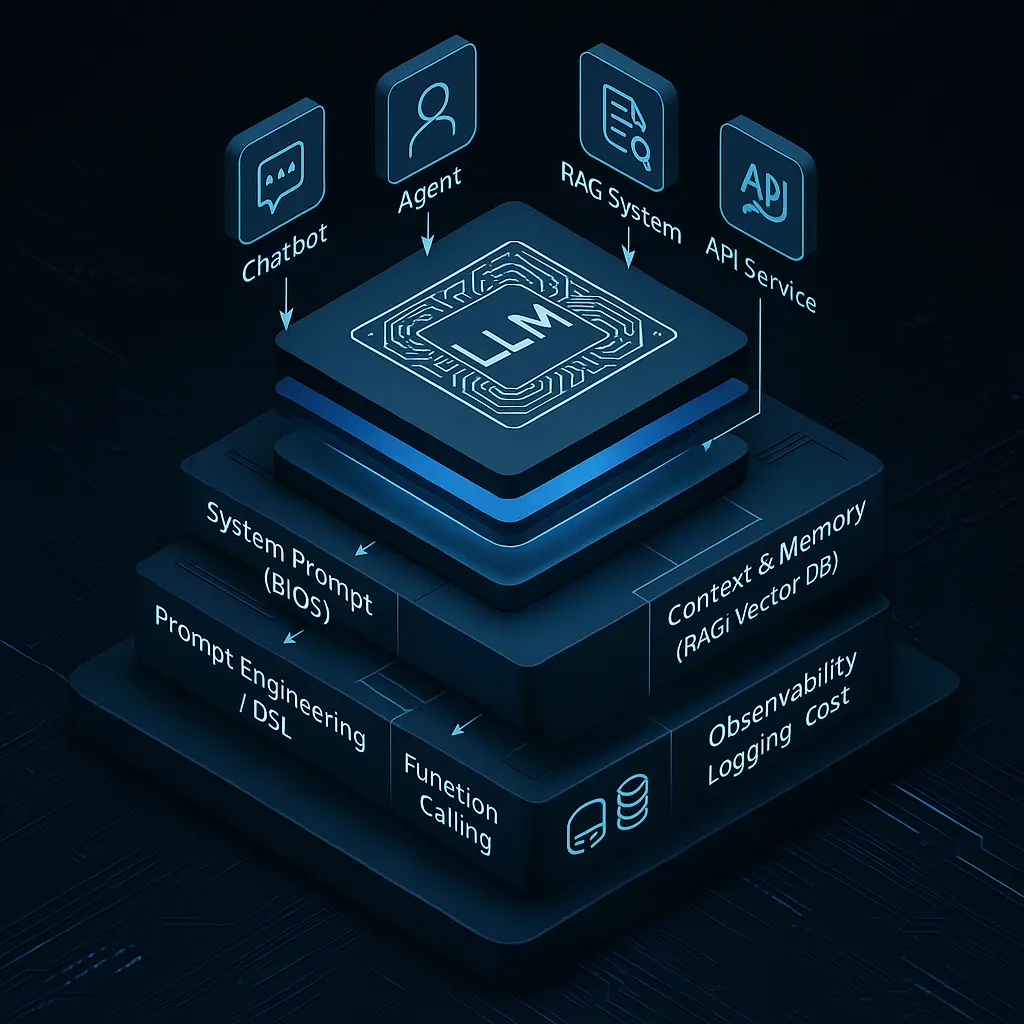 Chatbot
Agent
RAG System
API
API Service
LLM
System Prompt
(BIOS)
Context & Memory
(RAGi Vector DB)
Prompt Engineering
/ DSL
Funetion
Calling
Obsenvability
Logging Cost